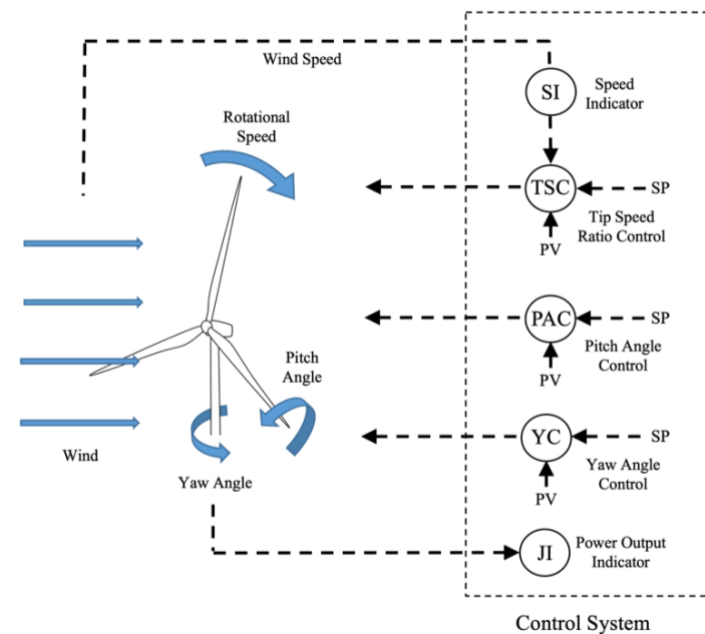 Wind Speed
SI
Speed
Indicator
Rotational
Speed
TSC
SP
Tip Speed
Ratio Control
PV
PAC
SP
Pitch Angle
Control
PV
Pitch
Angle
YC
SP
Yaw Angle
Control
PV
Wind
Yaw Angle
JI
Power Output
Indicator
Control System